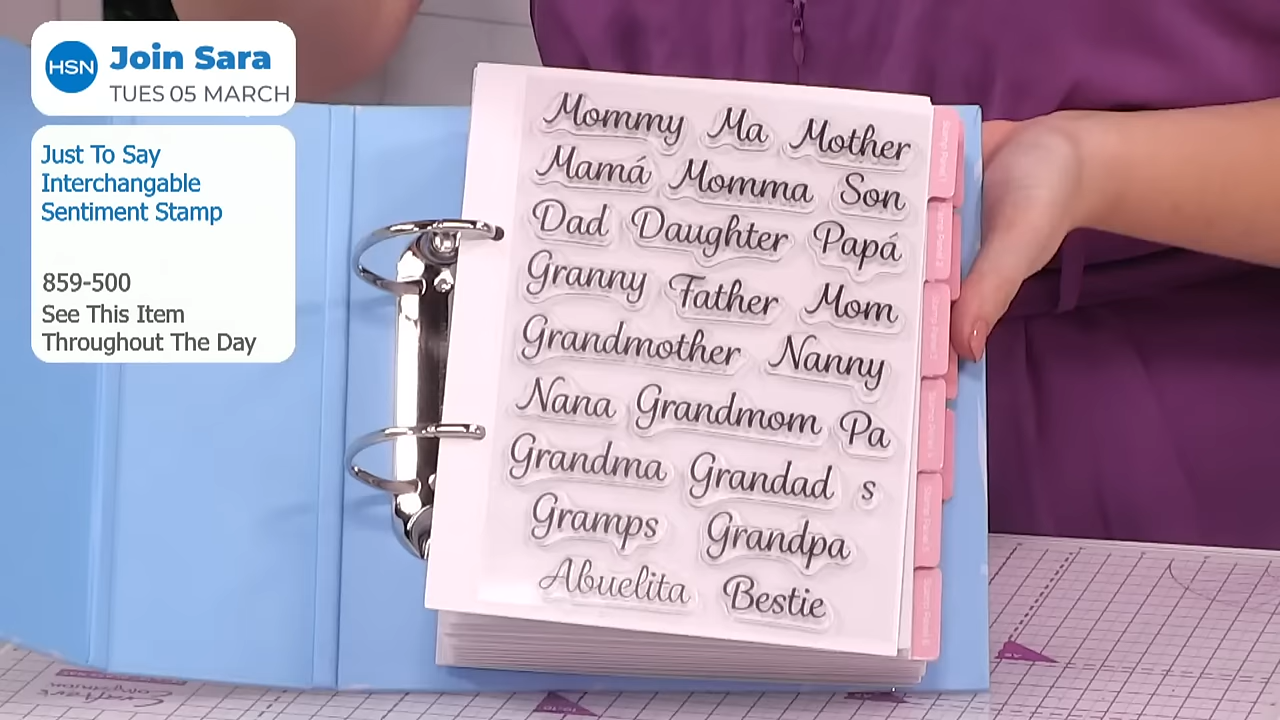 HSN Join Sara
TUES 05 MARCH
Just To Say
Interchangable
Sentiment Stamp
859-500
See This Item
Throughout The Day
Mommy Ma Mother
Mamá Momma Son
Dad Daughter Papá
Granny Father Mom
Grandmother Nanny
Nana Grandmom Pa
Grandma Grandad s
Gramps Grandpa
Abuelita Bestie